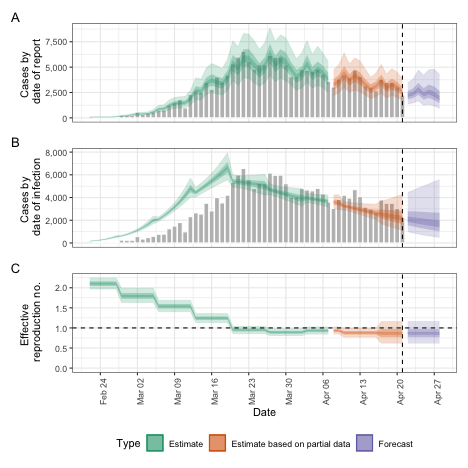 A
Cases by
date of report
7,500
5,000
2,500
0
B
Cases by
date of infection
8,000
6,000
4,000
2,000
0
C
Effective
reproduction no.
2.0
1.5
1.0
0.5
0.0
Feb 24
Mar 02
Mar 09
Mar 16
Mar 23
Mar 30
Apr 06
Apr 13
Apr 20
Apr 27
Date
Type Estimate Estimate based on partial data Forecast